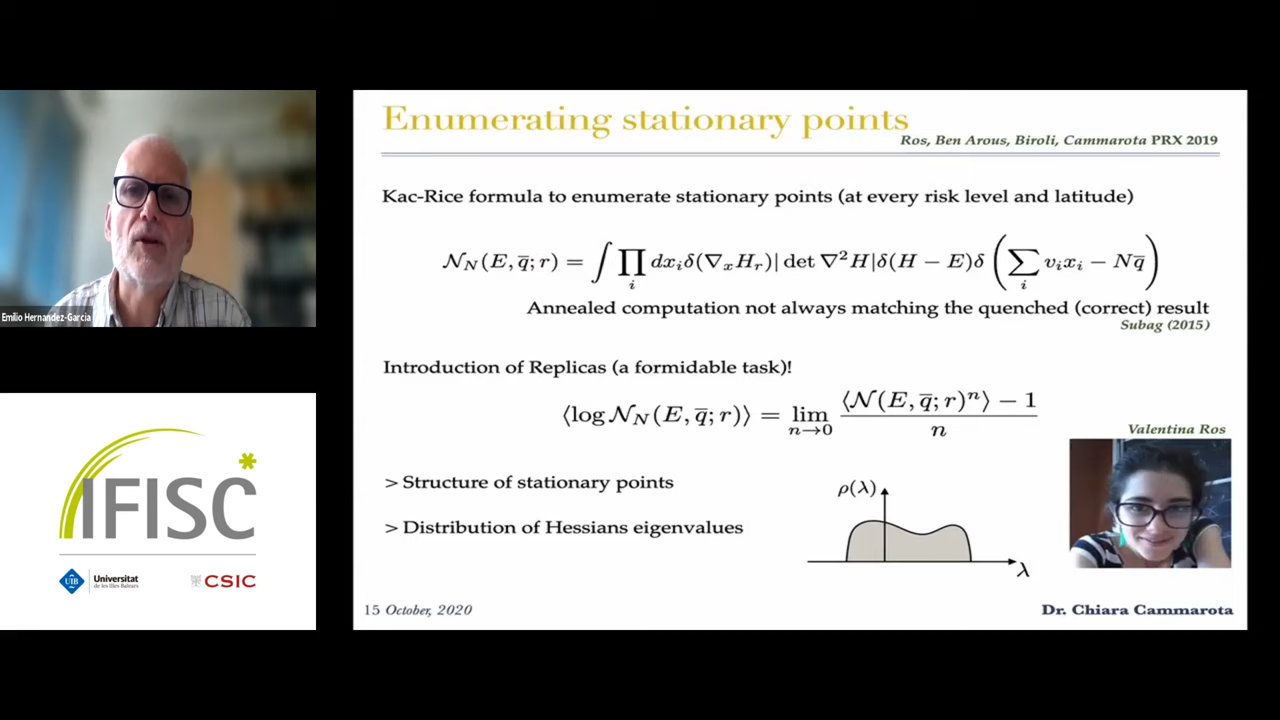 Enumerating stationary points
Ros, Ben Arous, Biroli, Cammarota PRX 2019
Kac-Rice formula to enumerate stationary points (at every risk level and latitude)
𝒩_N(E, q̅; r) = ∫ ∏_i dx_i δ(∇_x H_r)| det ∇²H|δ(H − E)δ (∑_i v_i x_i − N q̅)
Annealed computation not always matching the quenched (correct) result
Subag (2015)
Introduction of Replicas (a formidable task)!
⟨log 𝒩_N(E, q̅; r)⟩ = lim_{n→0} (⟨𝒩(E, q̅; r)^n⟩ − 1) / n
Valentina Ros
> Structure of stationary points
> Distribution of Hessians eigenvalues
ρ(λ)
λ
15 October, 2020
Dr. Chiara Cammarota
Emilio Hernandez-Garcia
IFISC
UIB
Universitat
de les Illes Balears
CSIC